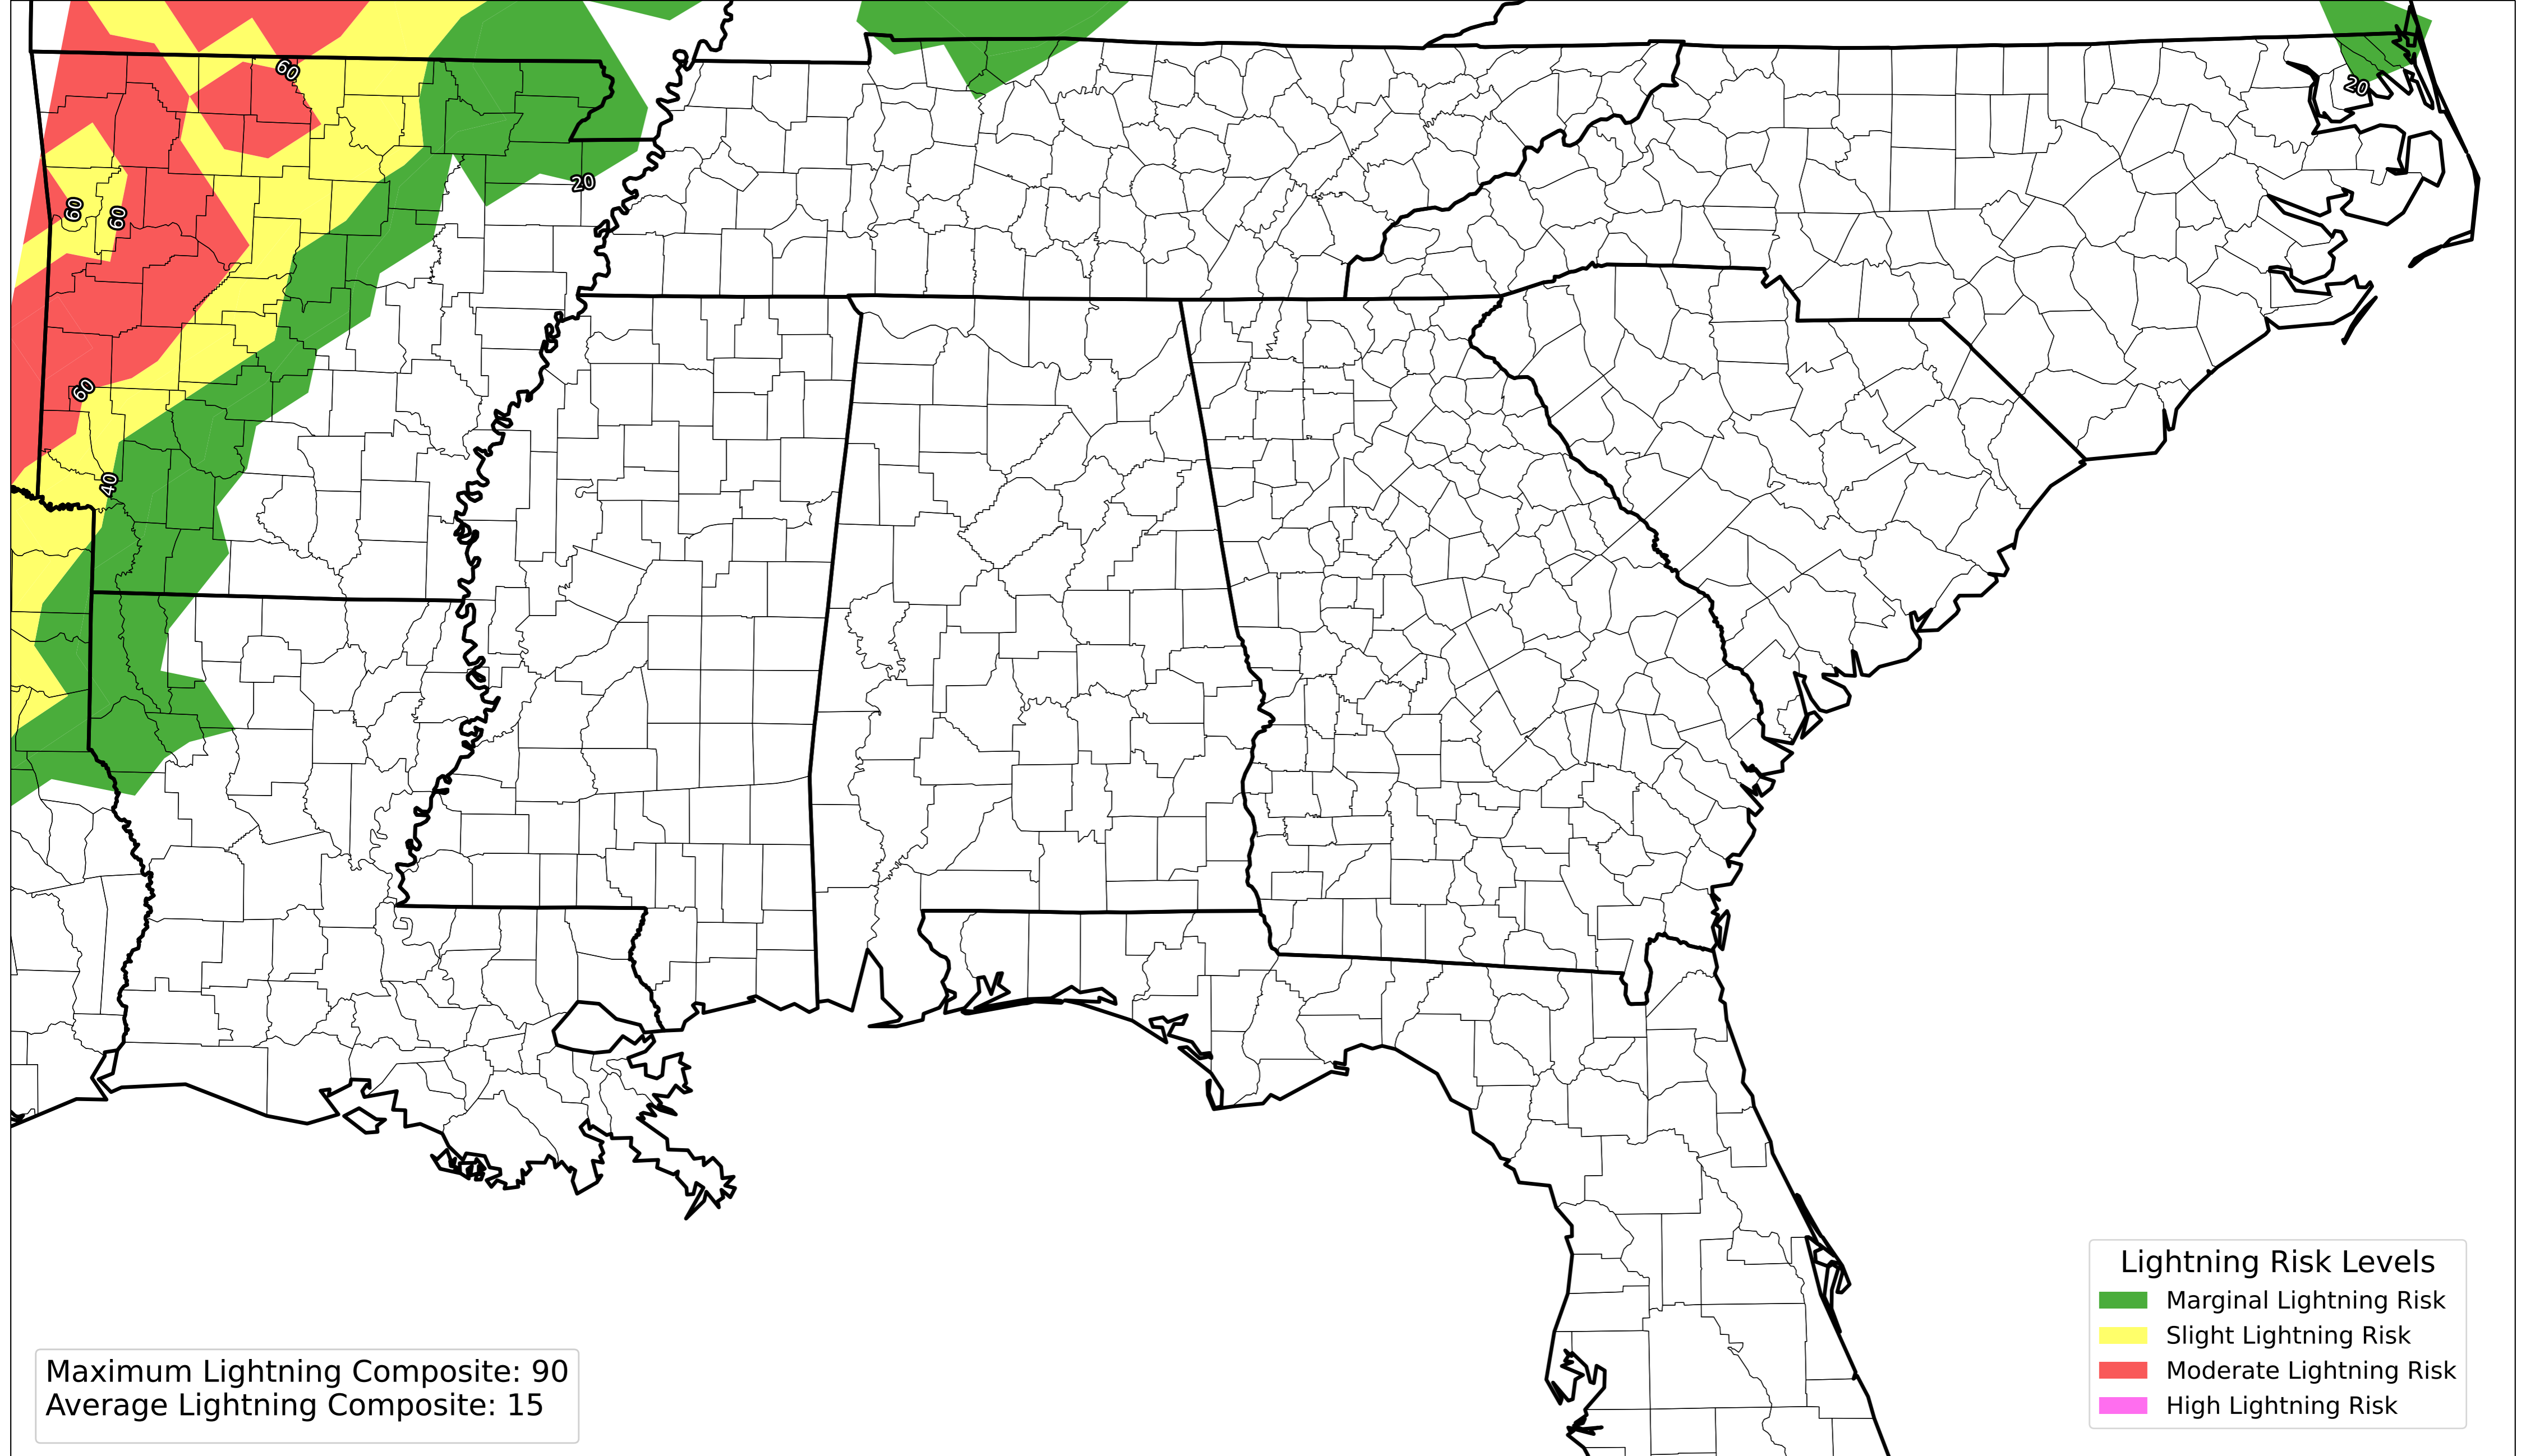 60
20
20
60
60
60
40
Lightning Risk Levels
Marginal Lightning Risk
Slight Lightning Risk
Moderate Lightning Risk
High Lightning Risk
Maximum Lightning Composite: 90
Average Lightning Composite: 15